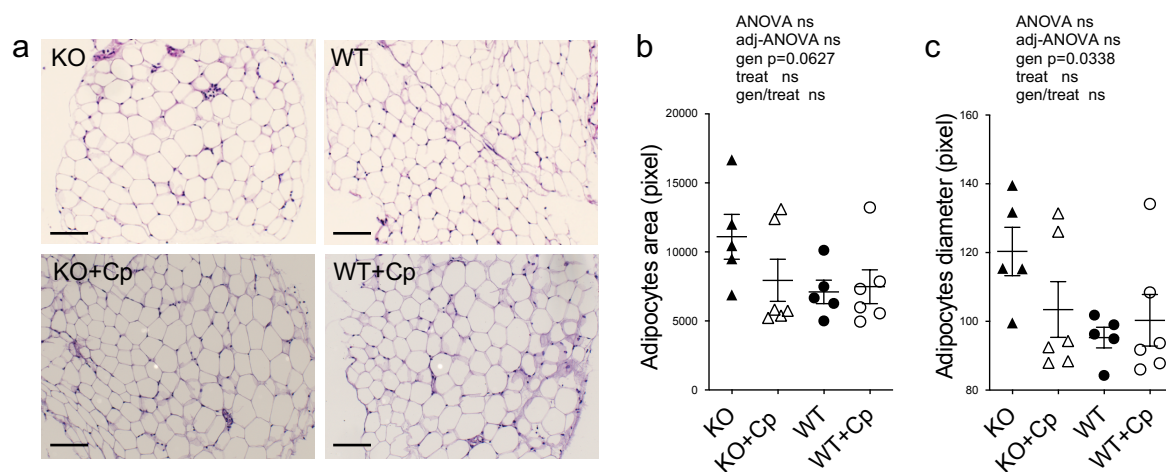 a
KO
WT
KO+Cp
WT+Cp
b
ANOVA ns
adj-ANOVA ns
gen p=0.0627
treat ns
gen/treat ns
Adipocytes area (pixel)
20000
15000
10000
5000
0
KO
KO+Cp
WT
WT+Cp
c
ANOVA ns
adj-ANOVA ns
gen p=0.0338
treat ns
gen/treat ns
Adipocytes diameter (pixel)
160
140
120
100
80
KO
KO+Cp
WT
WT+Cp